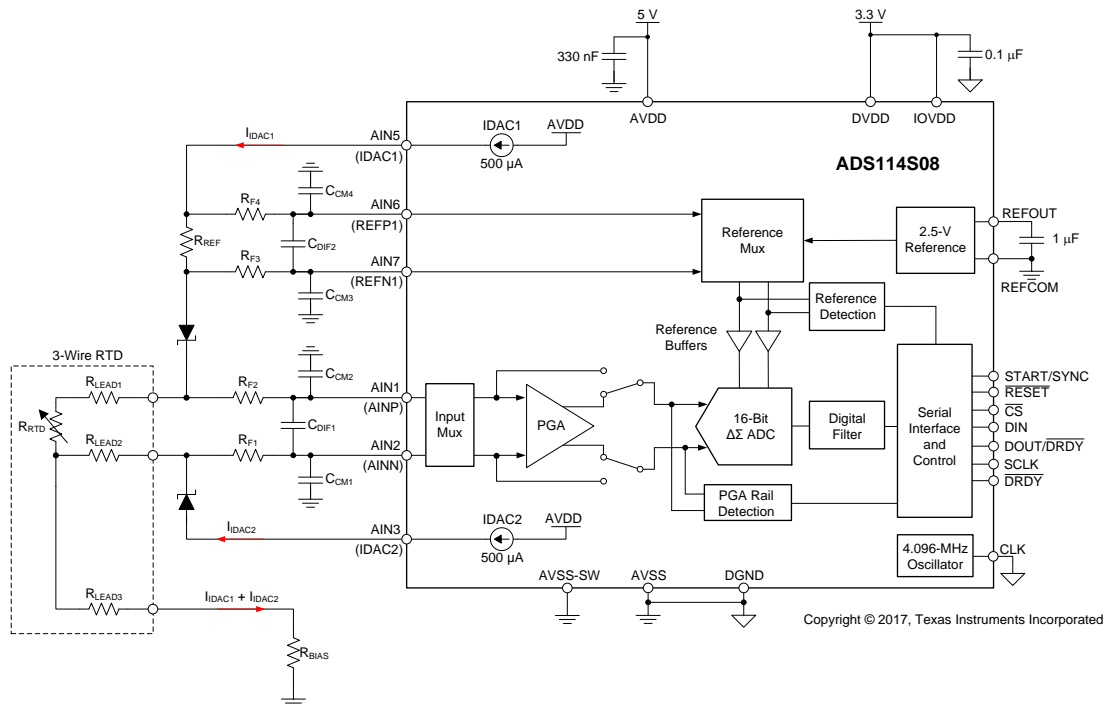 5 V
3.3 V
330 nF
0.1 µF
AVDD
DVDD
IOVDD
ADS114S08
IIDAC1
AIN5
(IDAC1)
IDAC1
500 µA
AVDD
CCM4
RF4
AIN6
(REFP1)
RREF
CDIF2
RF3
AIN7
(REFN1)
CCM3
Reference
Mux
2.5-V
Reference
REFOUT
1 µF
REFCOM
Reference
Detection
Reference
Buffers
3-Wire RTD
RLEAD1
RF2
CCM2
AIN1
(AINP)
RRTD
CDIF1
RLEAD2
RF1
AIN2
(AINN)
CCM1
Input
Mux
PGA
16-Bit
ΔΣ ADC
Digital
Filter
Serial
Interface
and
Control
START/SYNC
RESET
CS
DIN
DOUT/DRDY
SCLK
DRDY
PGA Rail
Detection
IIDAC2
AIN3
(IDAC2)
IDAC2
500 µA
AVDD
4.096-MHz
Oscillator
CLK
AVSS-SW
AVSS
DGND
RLEAD3
IIDAC1 + IIDAC2
RBIAS
Copyright © 2017, Texas Instruments Incorporated